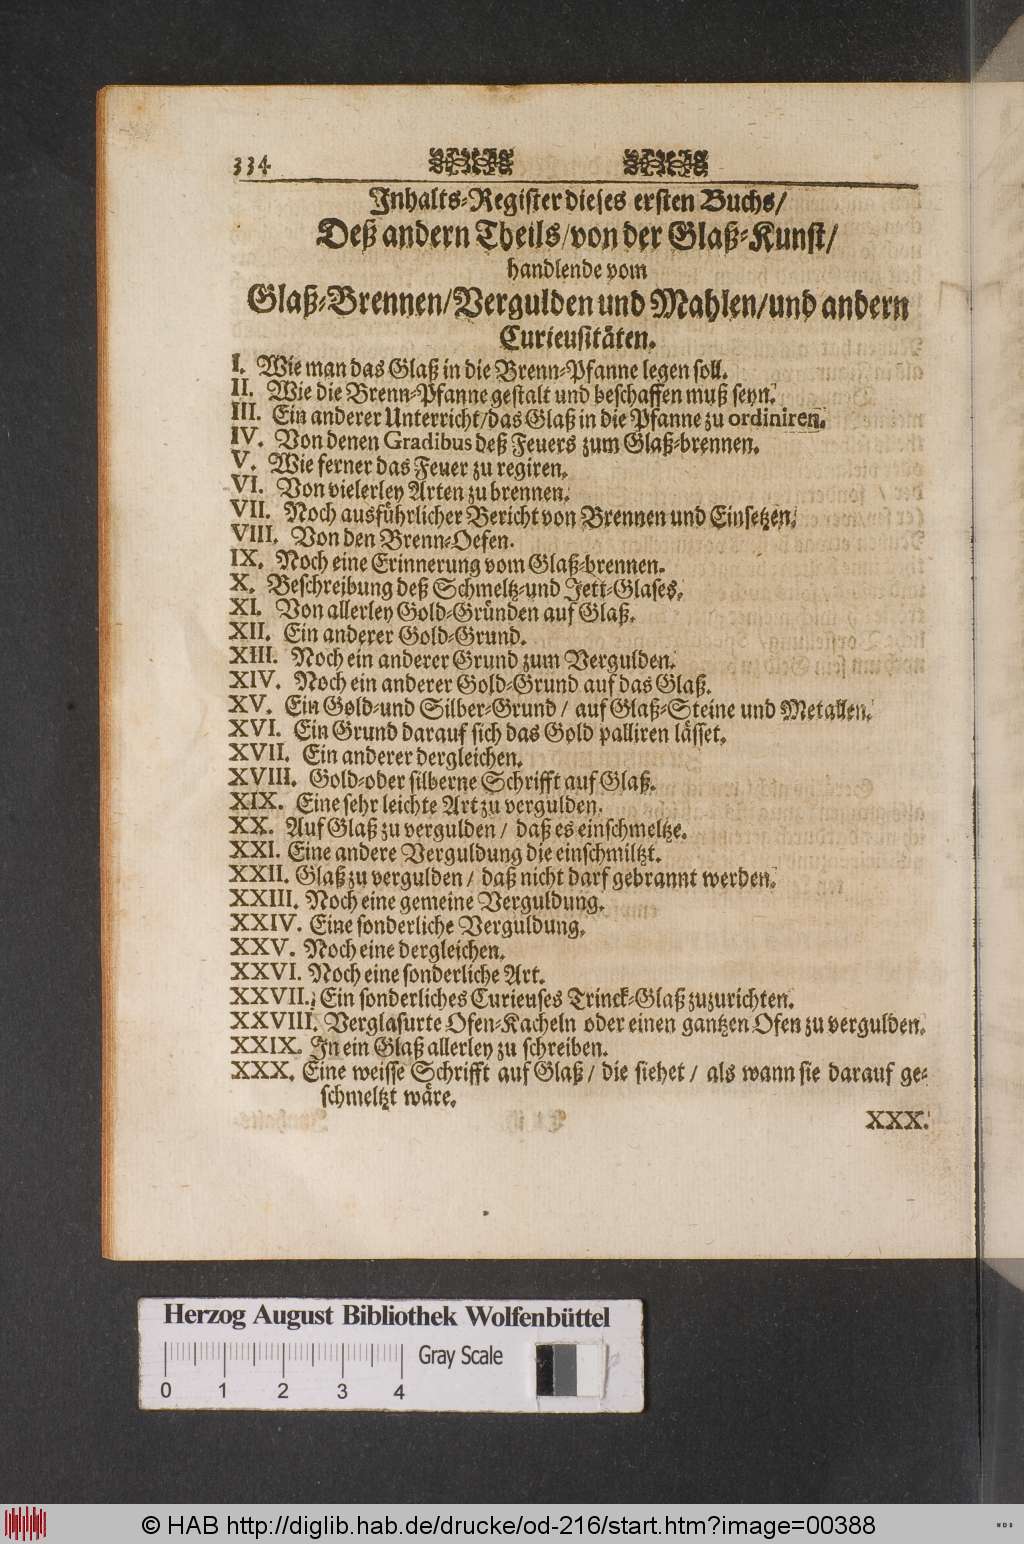 334
Inhalts-Register dieses ersten Buchs/
Deß andern Theils/von der Glaß-Kunst/
handlende vom
Glaß-Brennen/Vergulden und Mahlen/und andern
Curieusitäten.
I. Wie man das Glaß in die Brenn-Pfanne legen soll.
II. Wie die Brenn-Pfanne gestalt und beschaffen muß seyn.
III. Ein anderer Unterricht/das Glaß in die Pfanne zu ordiniren.
IV. Von denen Gradibus deß Feuers zum Glaß-brennen.
V. Wie ferner das Feuer zu regiren.
VI. Von vielerley Arten zu brennen.
VII. Noch ausführlicher Bericht von Brennen und Einsetzen.
VIII. Von den Brenn-Oefen.
IX. Noch eine Erinnerung vom Glaß-brennen.
X. Beschreibung deß Schmeltz-und Jett-Glases.
XI. Von allerley Gold-Gründen auf Glaß.
XII. Ein anderer Gold-Grund.
XIII. Noch ein anderer Grund zum Vergulden.
XIV. Noch ein anderer Gold-Grund auf das Glaß.
XV. Ein Gold-und Silber-Grund / auf Glaß-Steine und Metallen.
XVI. Ein Grund darauf sich das Gold palliren lässet.
XVII. Ein anderer dergleichen.
XVIII. Gold-oder silberne Schrifft auf Glaß.
XIX. Eine sehr leichte Art zu vergulden.
XX. Auf Glaß zu vergulden / daß es einschmeltze.
XXI. Eine andere Verguldung die einschmiltzt.
XXII. Glaß zu vergulden / daß nicht darf gebrannt werden.
XXIII. Noch eine gemeine Verguldung.
XXIV. Eine sonderliche Verguldung.
XXV. Noch eine dergleichen.
XXVI. Noch eine sonderliche Art.
XXVII. Ein sonderliches Curieuses Trinck-Glaß zuzurichten.
XXVIII. Verglasurte Ofen-Kacheln oder einen gantzen Ofen zu vergulden.
XXIX. In ein Glaß allerley zu schreiben.
XXX. Eine weisse Schrifft auf Glaß / die siehet / als wann sie darauf ge-
schmeltzt wäre.
XXX.
Herzog August Bibliothek Wolfenbüttel
Gray Scale
0 1 2 3 4
© HAB http://diglib.hab.de/drucke/od-216/start.htm?image=00388